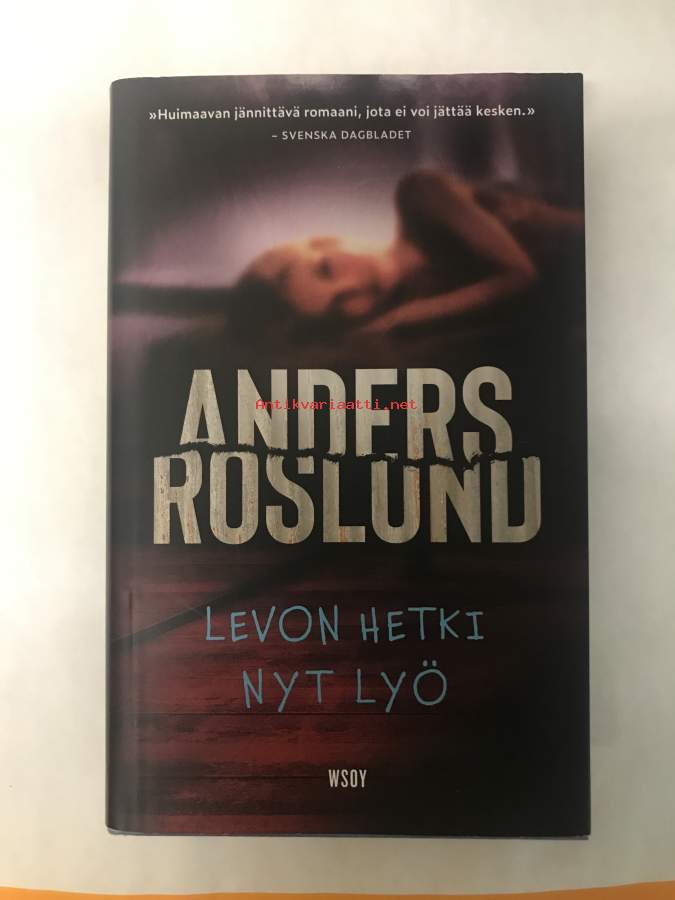 »Huimaavan jännittävä romaani, jota ei voi jättää kesken.»
– SVENSKA DAGBLADET
ANDERS
Antikvariaatti.net
ROSLUND
LEVON HETKI
NYT LYÖ
WSOY